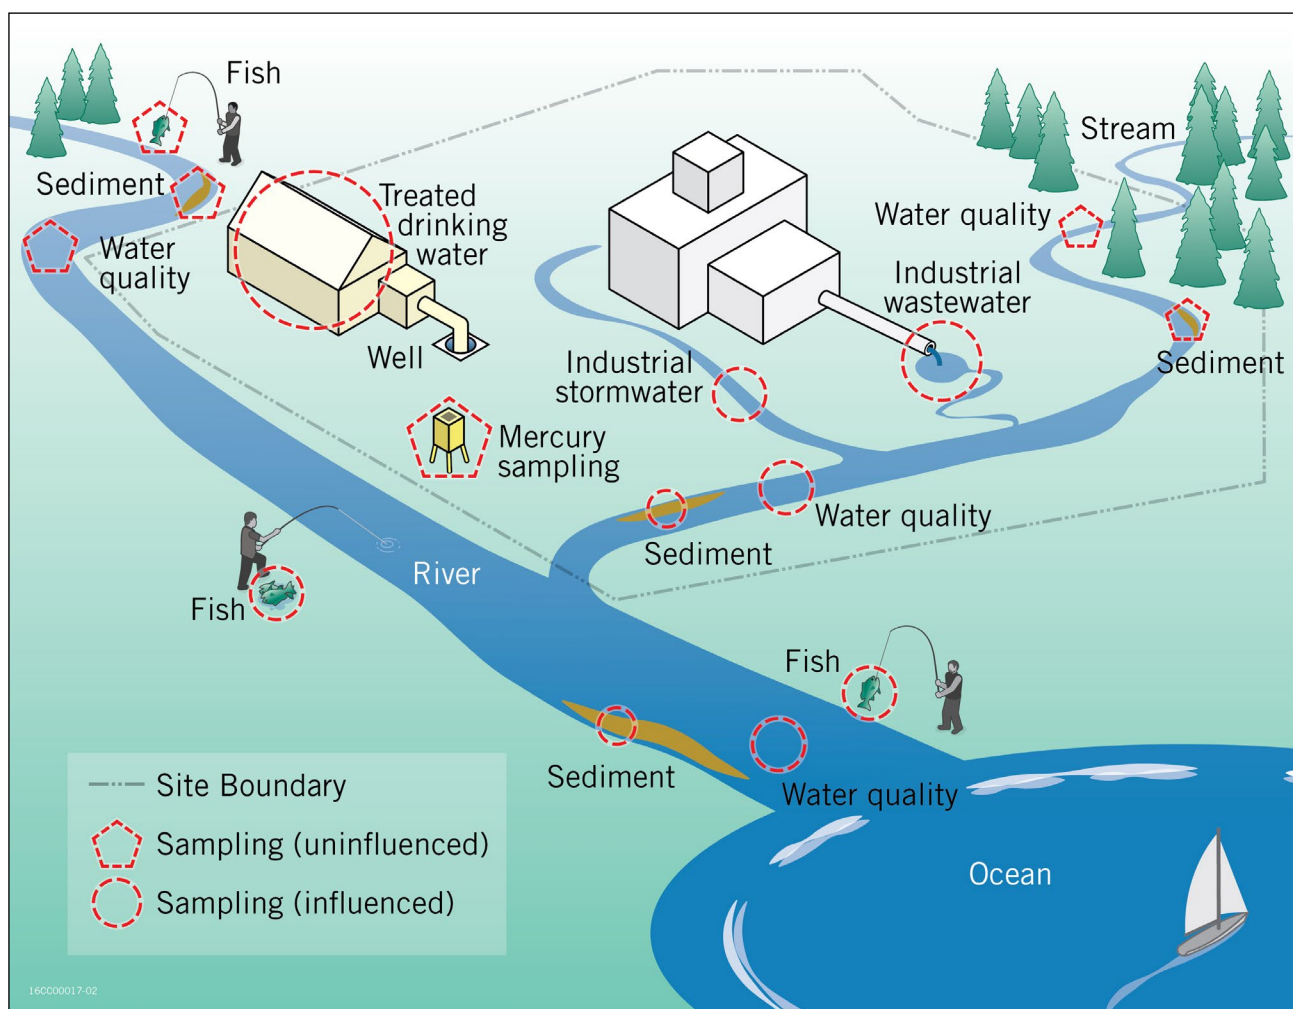 Fish
Stream
Sediment
Treated
drinking
water
Water quality
Water
quality
Industrial
wastewater
Well
Industrial
stormwater
Sediment
Mercury
sampling
Water quality
Sediment
River
Fish
Fish
Sediment
Water quality
Site Boundary
Sampling (uninfluenced)
Sampling (influenced)
Ocean
16CC00017-02